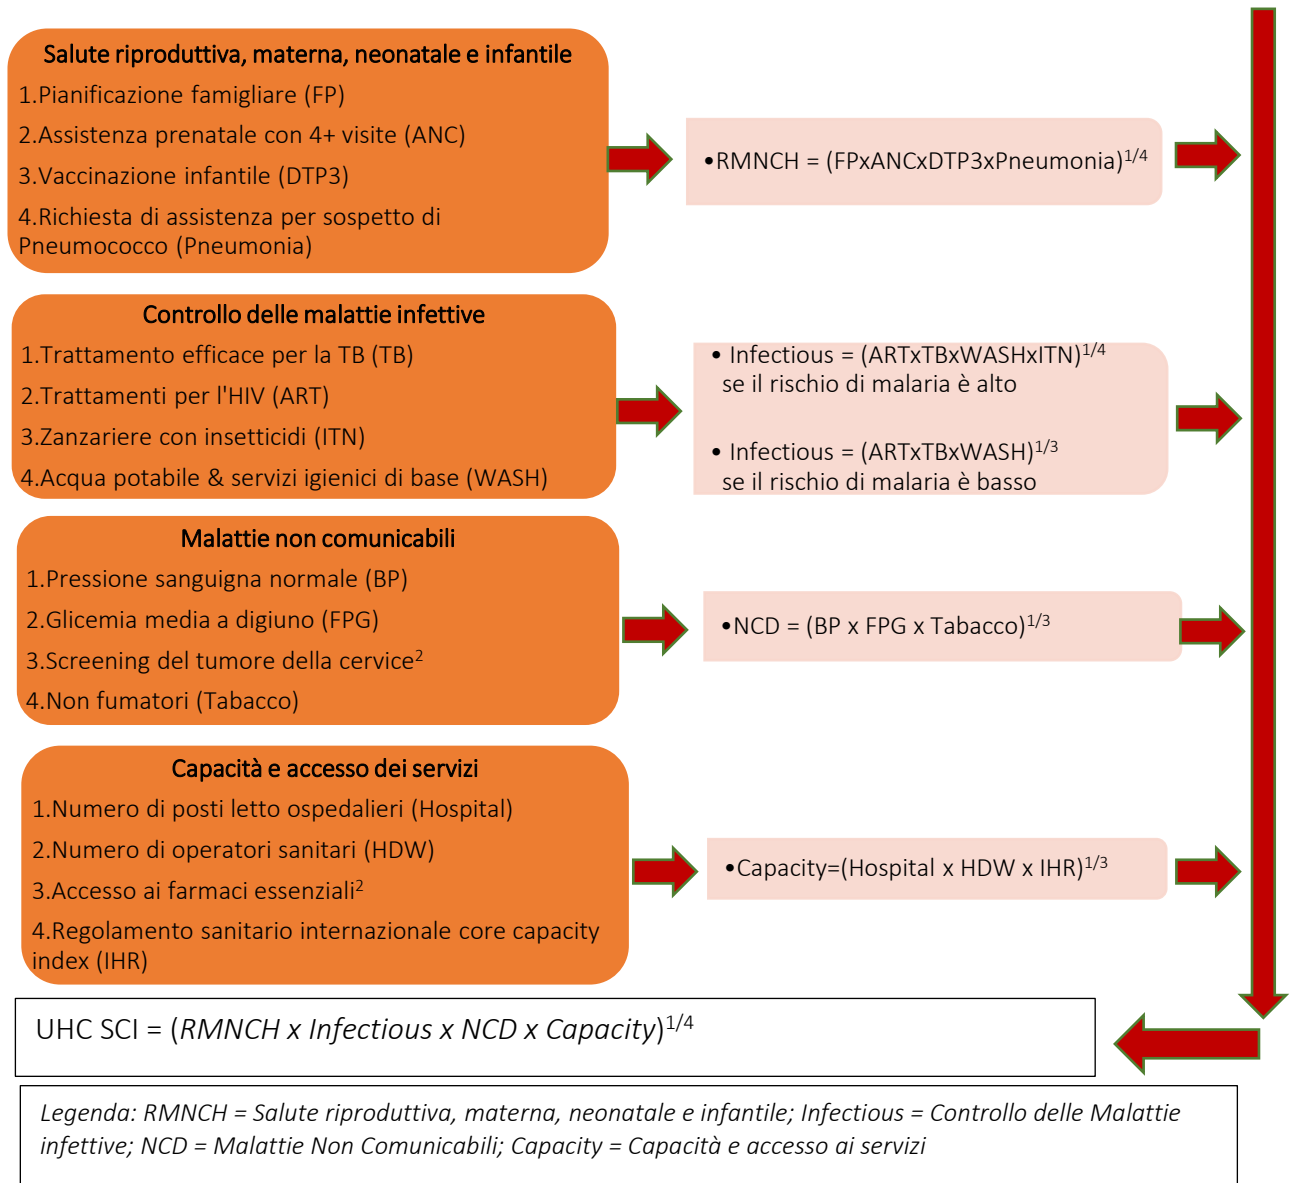 Salute riproduttiva, materna, neonatale e infantile
1.Pianificazione famigliare (FP)
2.Assistenza prenatale con 4+ visite (ANC)
3.Vaccinazione infantile (DTP3)
4.Richiesta di assistenza per sospetto di
Pneumococco (Pneumonia)
•RMNCH = (FPxANCxDTP3xPneumonia)^1/4
Controllo delle malattie infettive
1.Trattamento efficace per la TB (TB)
2.Trattamenti per l'HIV (ART)
3.Zanzariere con insetticidi (ITN)
4.Acqua potabile & servizi igienici di base (WASH)
• Infectious = (ARTxTBxWASHxITN)^1/4
se il rischio di malaria è alto
• Infectious = (ARTxTBxWASH)^1/3
se il rischio di malaria è basso
Malattie non comunicabili
1.Pressione sanguigna normale (BP)
2.Glicemia media a digiuno (FPG)
3.Screening del tumore della cervice²
4.Non fumatori (Tabacco)
•NCD = (BP x FPG x Tabacco)^1/3
Capacità e accesso dei servizi
1.Numero di posti letto ospedalieri (Hospital)
2.Numero di operatori sanitari (HDW)
3.Accesso ai farmaci essenziali²
4.Regolamento sanitario internazionale core capacity
index (IHR)
•Capacity=(Hospital x HDW x IHR)^1/3
UHC SCI = (RMNCH x Infectious x NCD x Capacity)^1/4
Legenda: RMNCH = Salute riproduttiva, materna, neonatale e infantile; Infectious = Controllo delle Malattie
infettive; NCD = Malattie Non Comunicabili; Capacity = Capacità e accesso ai servizi